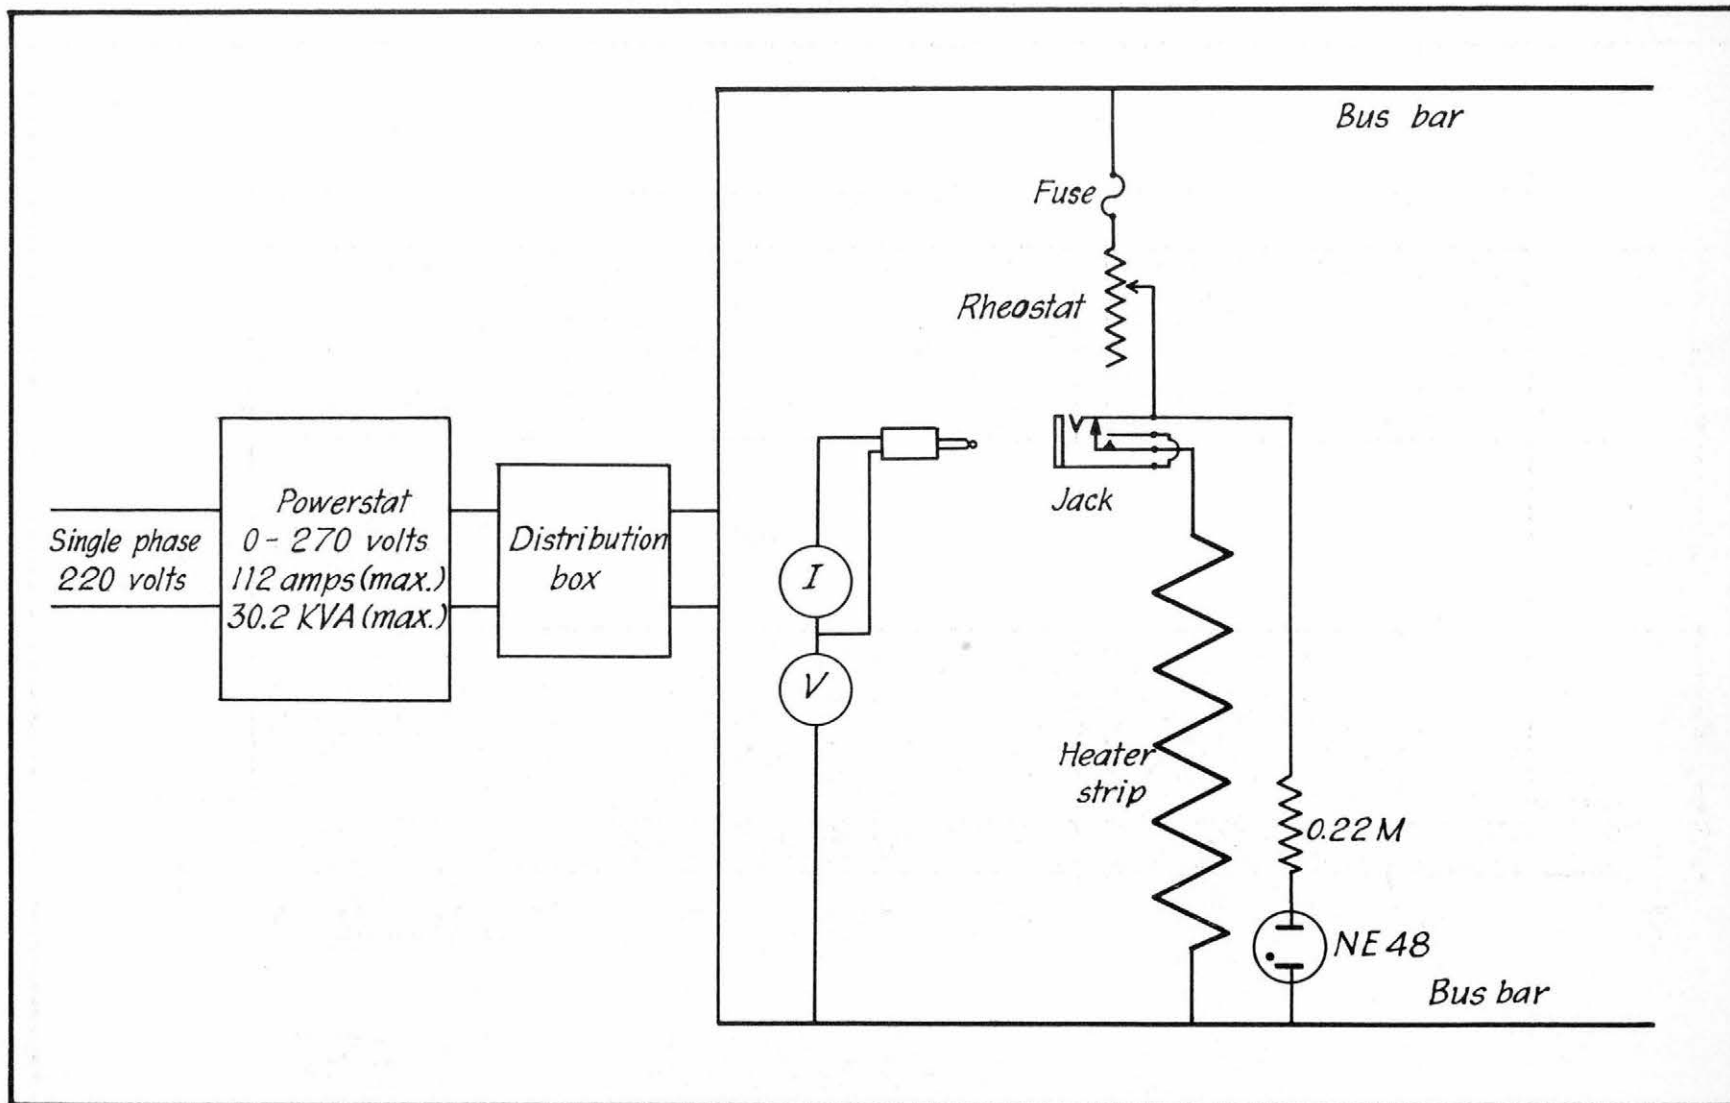 Bus bar
Fuse
Rheostat
Jack
Single phase
220 volts
Powerstat
0 - 270 volts
112 amps (max.)
30.2 KVA (max.)
Distribution
box
I
V
Heater
strip
0.22 M
NE 48
Bus bar